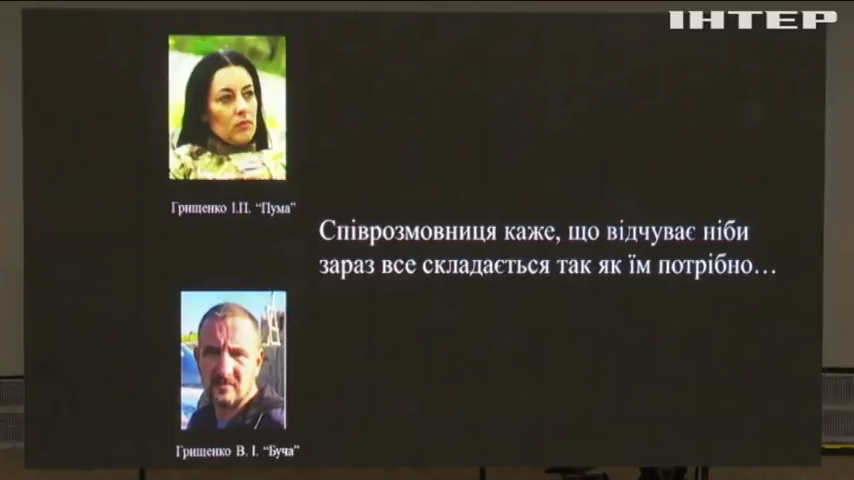 ІНТЕР
Грищенко І.П. “Пума”
Співрозмовниця каже, що відчуває ніби
зараз все складається так як їм потрібно…
Грищенко В. І. “Буча”